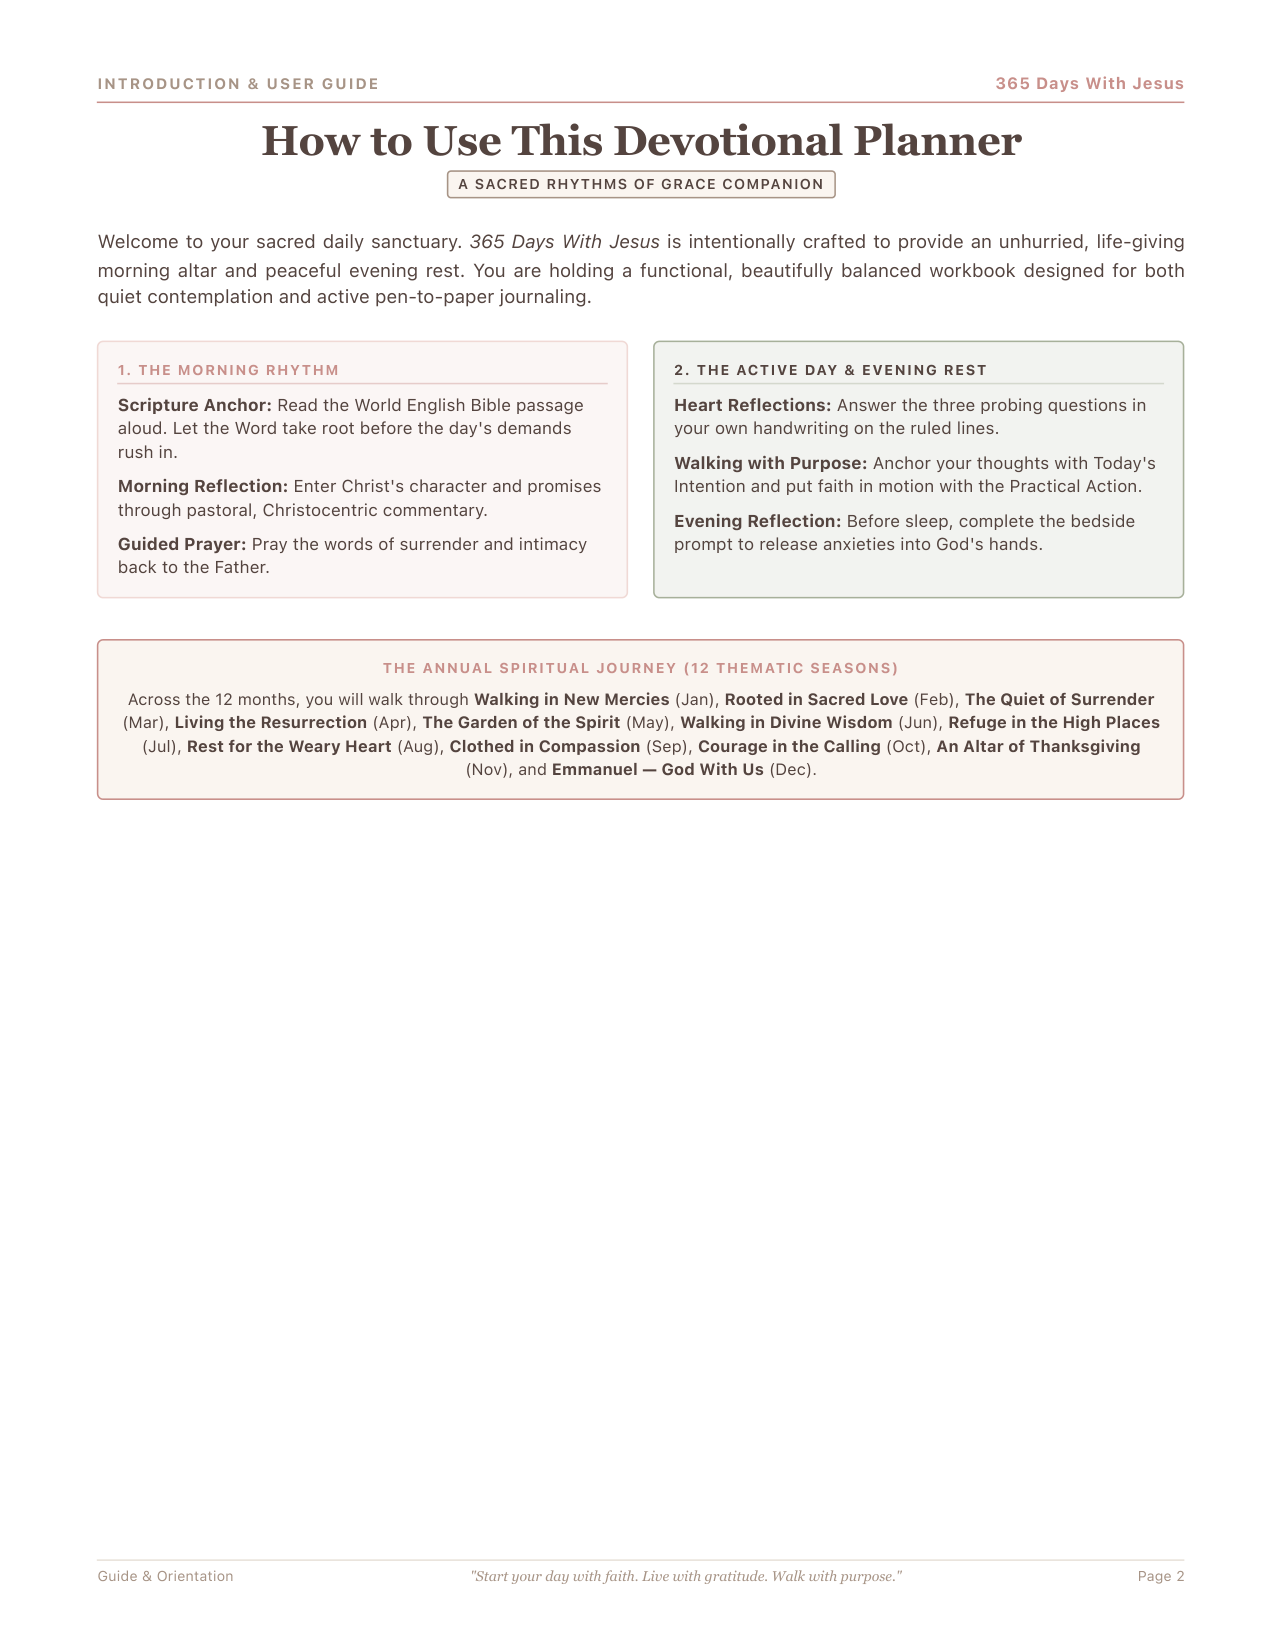 INTRODUCTION & USER GUIDE
365 Days With Jesus
How to Use This Devotional Planner
A SACRED RHYTHMS OF GRACE COMPANION
Welcome to your sacred daily sanctuary. 365 Days With Jesus is intentionally crafted to provide an unhurried, life-giving
morning altar and peaceful evening rest. You are holding a functional, beautifully balanced workbook designed for both
quiet contemplation and active pen-to-paper journaling.
1. THE MORNING RHYTHM
Scripture Anchor: Read the World English Bible passage
aloud. Let the Word take root before the day's demands
rush in.
Morning Reflection: Enter Christ's character and promises
through pastoral, Christocentric commentary.
Guided Prayer: Pray the words of surrender and intimacy
back to the Father.
2. THE ACTIVE DAY & EVENING REST
Heart Reflections: Answer the three probing questions in
your own handwriting on the ruled lines.
Walking with Purpose: Anchor your thoughts with Today's
Intention and put faith in motion with the Practical Action.
Evening Reflection: Before sleep, complete the bedside
prompt to release anxieties into God's hands.
THE ANNUAL SPIRITUAL JOURNEY (12 THEMATIC SEASONS)
Across the 12 months, you will walk through Walking in New Mercies (Jan), Rooted in Sacred Love (Feb), The Quiet of Surrender
(Mar), Living the Resurrection (Apr), The Garden of the Spirit (May), Walking in Divine Wisdom (Jun), Refuge in the High Places
(Jul), Rest for the Weary Heart (Aug), Clothed in Compassion (Sep), Courage in the Calling (Oct), An Altar of Thanksgiving
(Nov), and Emmanuel — God With Us (Dec).
Guide & Orientation
"Start your day with faith. Live with gratitude. Walk with purpose."
Page 2